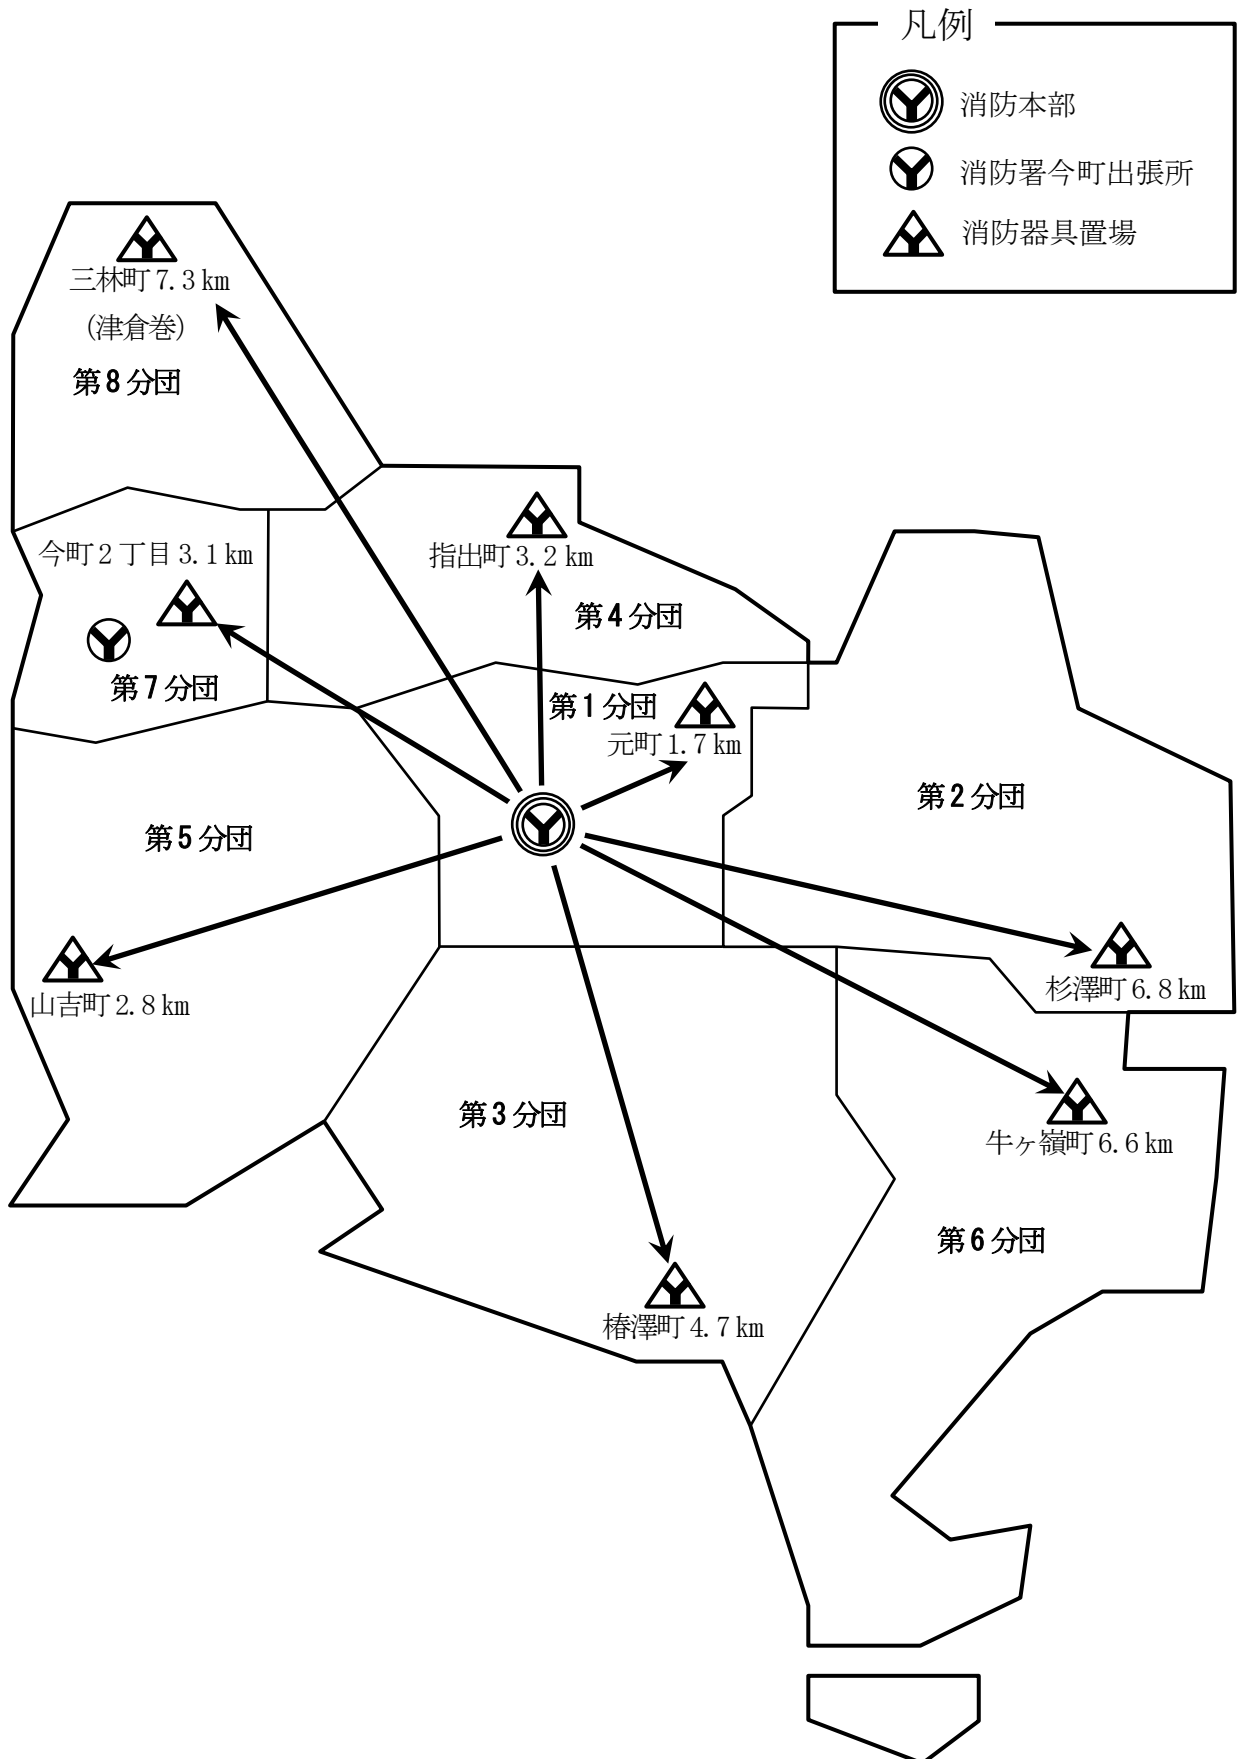 凡例
消防本部
消防署今町出張所
消防器具置場
三林町7.3km
(津倉巻)
第8分団
今町2丁目3.1km
指出町3.2km
第4分団
第7分団
第1分団
元町1.7km
第2分団
第5分団
杉澤町6.8km
山吉町2.8km
第3分団
牛ヶ嶺町6.6km
第6分団
椿澤町4.7km